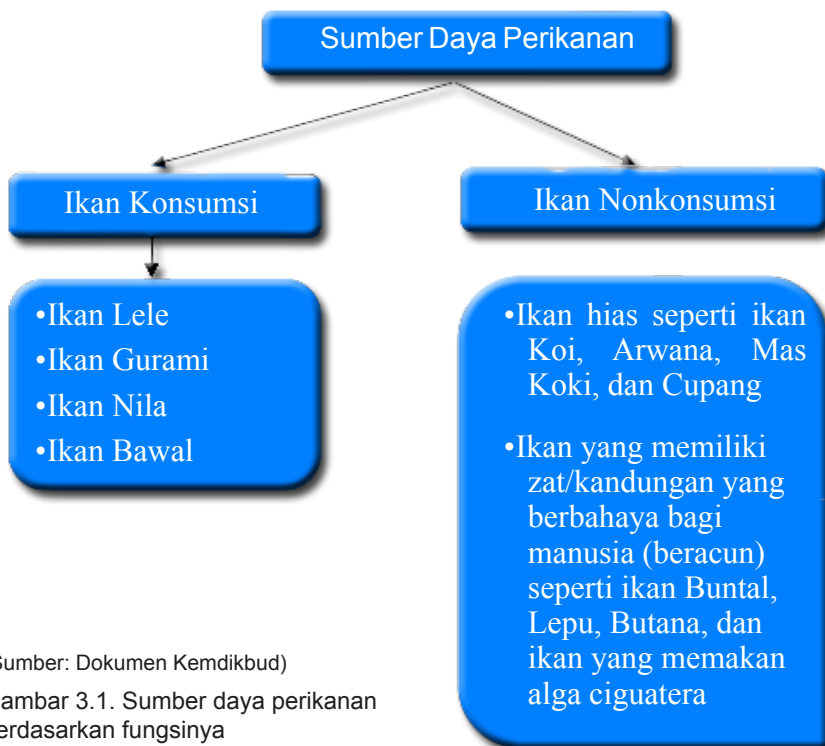 Sumber Daya Perikanan
Ikan Konsumsi
Ikan Nonkonsumsi
•Ikan Lele
•Ikan Gurami
•Ikan Nila
•Ikan Bawal
•Ikan hias seperti ikan
Koi, Arwana, Mas
Koki, dan Cupang
•Ikan yang memiliki
zat/kandungan yang
berbahaya bagi
manusia (beracun)
seperti ikan Buntal,
Lepu, Butana, dan
ikan yang memakan
alga ciguatera
Sumber: Dokumen Kemdikbud)
ambar 3.1. Sumber daya perikanan
erdasarkan fungsinya